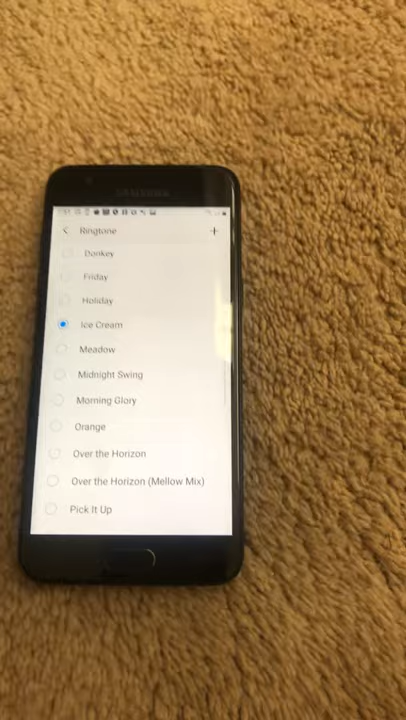 SAMSUNG
Ringtone
Donkey
Friday
Holiday
Ice Cream
Meadow
Midnight Swing
Morning Glory
Orange
Over the Horizon
Over the Horizon (Mellow Mix)
Pick It Up